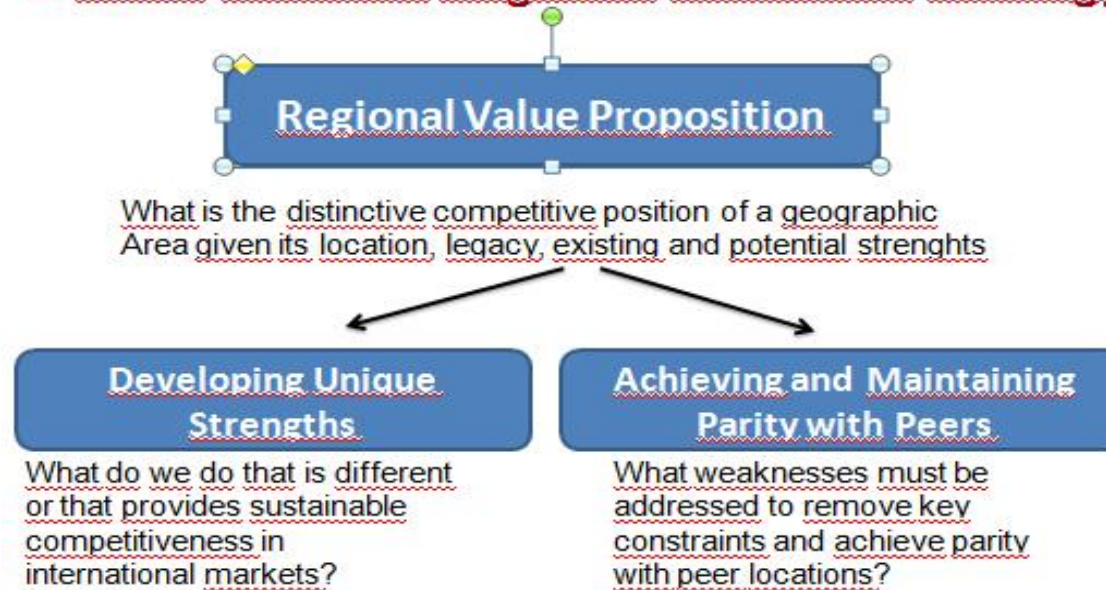 Regional Value Proposition
What is the distinctive competitive position of a geographic
Area given its location, legacy, existing and potential strenghts
Developing Unique
Strengths
What do we do that is different
or that provides sustainable
competitiveness in
international markets?
Achieving and Maintaining
Parity with Peers
What weaknesses must be
addressed to remove key
constraints and achieve parity
with peer locations?